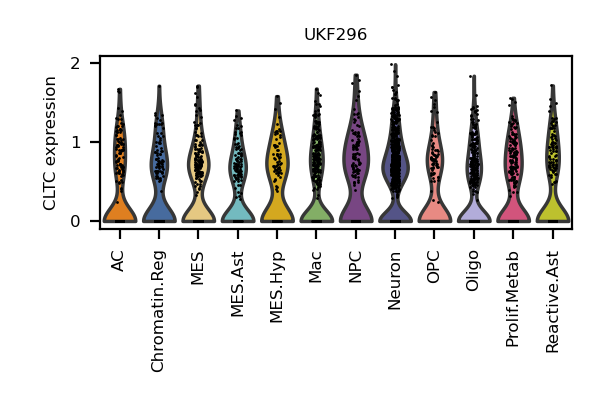 UKF296
CLTC expression
2
1
0
AC
Chromatin.Reg
MES
MES.Ast
MES.Hyp
Mac
NPC
Neuron
OPC
Oligo
Prolif.Metab
Reactive.Ast